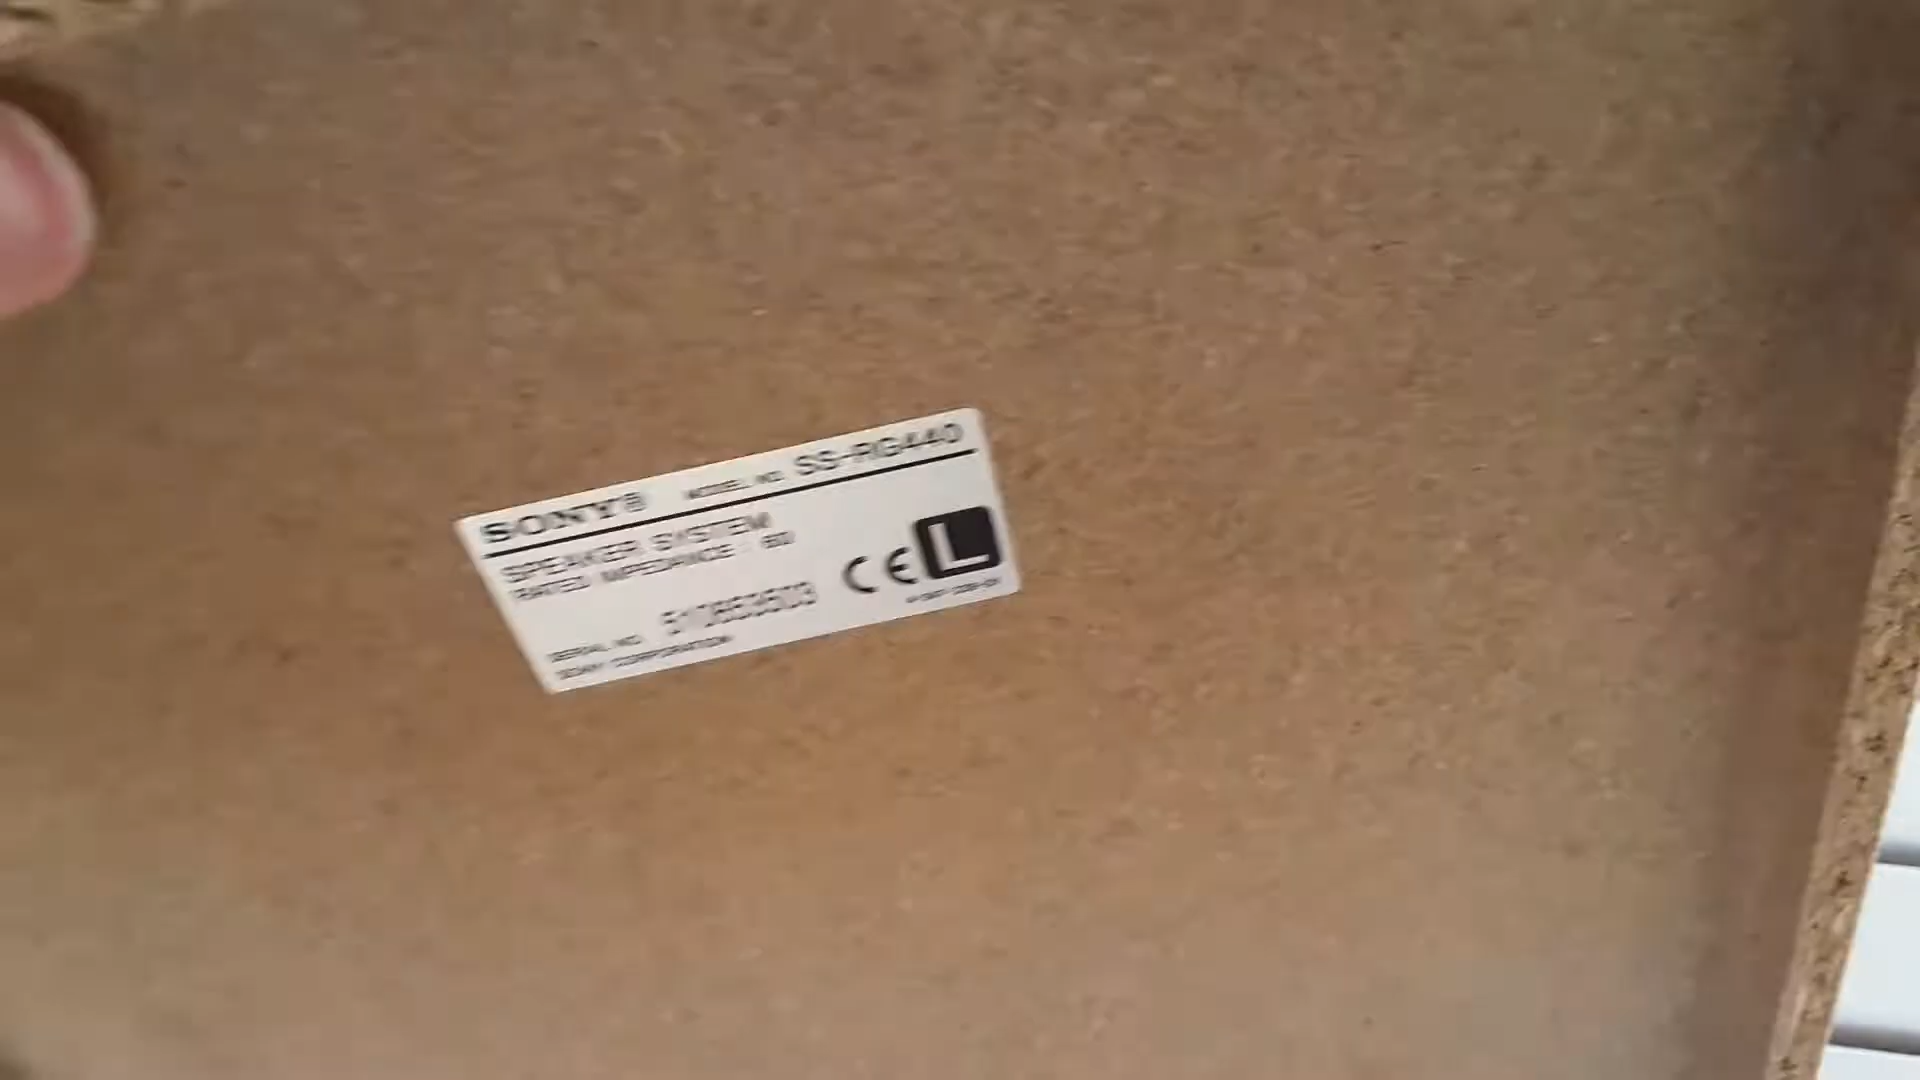 SONY® MODEL NO. SS-RG440
SPEAKER SYSTEM
RATED IMPEDANCE : 6Ω
CE L
SERIAL NO.
SONY CORPORATION